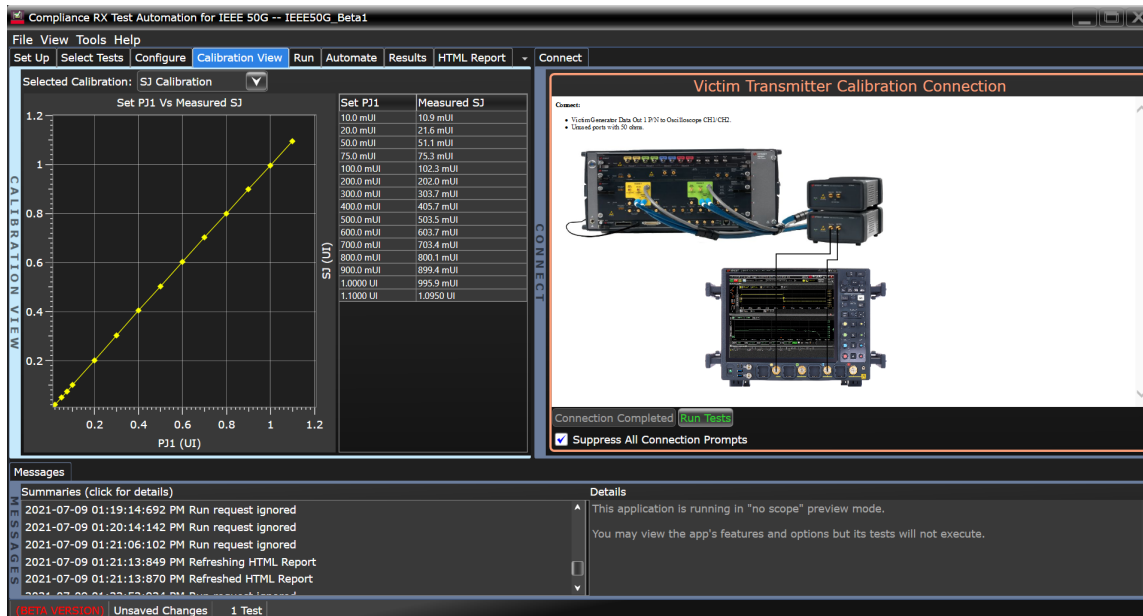 Compliance RX Test Automation for IEEE 50G -- IEEE50G_Beta1
File View Tools Help
Set Up Select Tests Configure Calibration View Run Automate Results HTML Report
Connect
CALIBRATION VIEW
Selected Calibration: SJ Calibration
Set PJ1 Vs Measured SJ
1.2
1
0.8
0.6
0.4
0.2
0.2 0.4 0.6 0.8 1 1.2
PJ1 (UI)
SJ (UI)
Set PJ1 Measured SJ
10.0 mUI 10.9 mUI
20.0 mUI 21.6 mUI
50.0 mUI 51.1 mUI
75.0 mUI 75.3 mUI
100.0 mUI 102.3 mUI
200.0 mUI 202.0 mUI
300.0 mUI 303.7 mUI
400.0 mUI 405.7 mUI
500.0 mUI 503.5 mUI
600.0 mUI 603.7 mUI
700.0 mUI 703.4 mUI
800.0 mUI 800.1 mUI
900.0 mUI 899.4 mUI
1.0000 UI 995.9 mUI
1.1000 UI 1.0950 UI
CONNECT
Victim Transmitter Calibration Connection
Connect:
VictimGenerator Data Out 1 P/N to Oscilloscope CH1/CH2.
Unused ports with 50 ohms.
Connection Completed Run Tests
Suppress All Connection Prompts
Messages
MESSAGES
Summaries (click for details)
2021-07-09 01:19:14:692 PM Run request ignored
2021-07-09 01:20:14:142 PM Run request ignored
2021-07-09 01:21:06:102 PM Run request ignored
2021-07-09 01:21:13:849 PM Refreshing HTML Report
2021-07-09 01:21:13:870 PM Refreshed HTML Report
Details
This application is running in "no scope" preview mode.
You may view the app's features and options but its tests will not execute.
(BETA VERSION) Unsaved Changes 1 Test